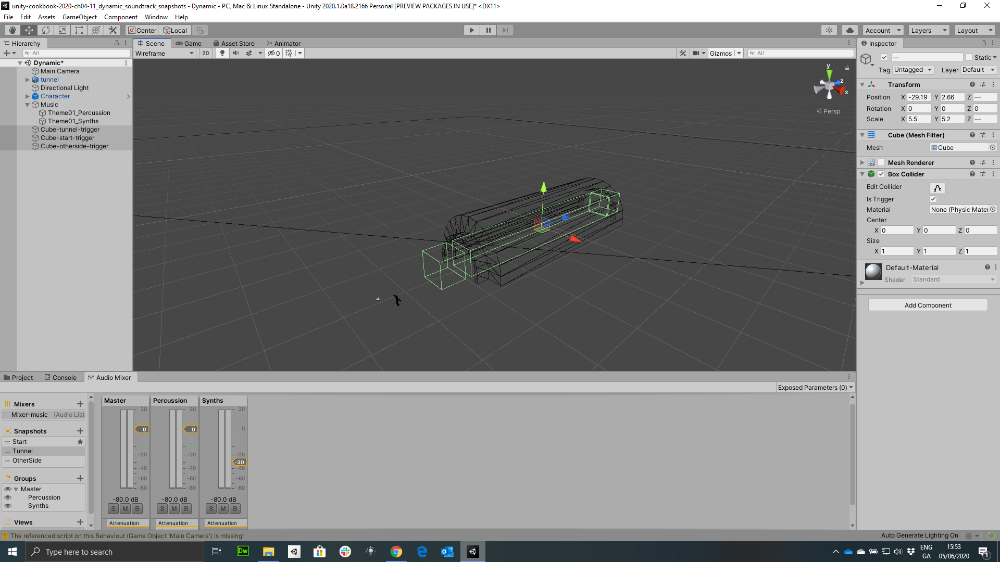 unity-cookbook-2020-ch04-11_dynamic_soundtrack_snapshots - Dynamic - PC, Mac & Linux Standalone - Unity 2020.1.0a18.2166 Personal [PREVIEW PACKAGES IN USE]* <DX11>
File Edit Assets GameObject Component Window Help
Center Local Account Layers Layout
Hierarchy Scene Game Asset Store Animator Inspector
All Wireframe 2D 0 Gizmos All
Dynamic*
Main Camera
tunnel
Directional Light
Character
Music
Theme01_Percussion
Theme01_Synths
Cube-tunnel-trigger
Cube-start-trigger
Cube-otherside-trigger
y
z
x
Persp
— Static
Tag Untagged Layer Default
Transform
Position X -29.19 Y 2.66 Z —
Rotation X 0 Y 0 Z 0
Scale X 5.5 Y 5.2 Z —
Cube (Mesh Filter)
Mesh Cube
Mesh Renderer
Box Collider
Edit Collider
Is Trigger
Material None (Physic Mater
Center
X 0 Y 0 Z 0
Size
X 1 Y 1 Z 1
Default-Material
Shader Standard
Add Component
Project Console Audio Mixer
Exposed Parameters (0)
Mixers
Mixer-music (Audio List
Snapshots
Start
Tunnel
OtherSide
Groups
Master
Percussion
Synths
Views
Master Percussion Synths
20 20 20
0 0 0
-20 -20 -20
-30
-40 -40 -40
-60 -60 -60
-80 -80 -80
-80.0 dB -80.0 dB -80.0 dB
S M B S M B S M B
Attenuation Attenuation Attenuation
The referenced script on this Behaviour (Game Object 'Main Camera') is missing!
Auto Generate Lighting On
Type here to search
Dw
ENG
GA
15:53
05/06/2020
1